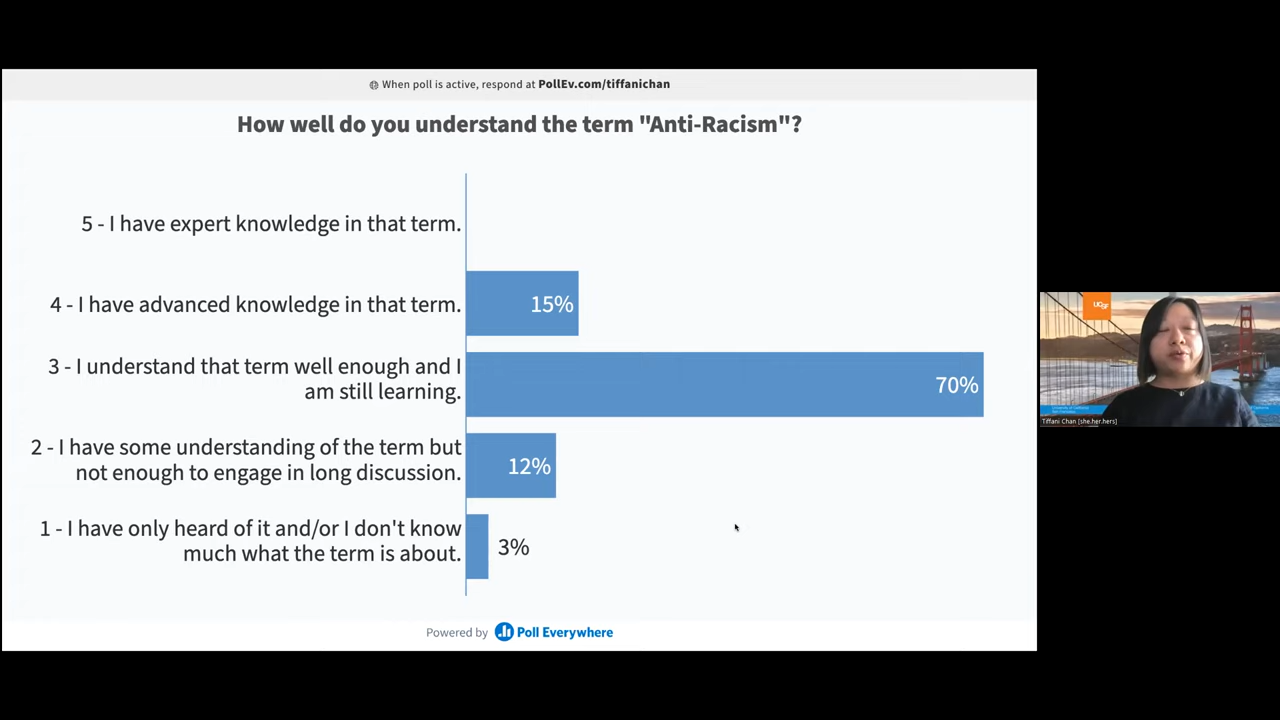 When poll is active, respond at PollEv.com/tiffanichan
How well do you understand the term "Anti-Racism"?
5 - I have expert knowledge in that term.
4 - I have advanced knowledge in that term.
15%
3 - I understand that term well enough and I
am still learning.
70%
2 - I have some understanding of the term but
not enough to engage in long discussion.
12%
1 - I have only heard of it and/or I don't know
much what the term is about.
3%
Powered by Poll Everywhere
UCSF
Tiffani Chan [she.her.hers]